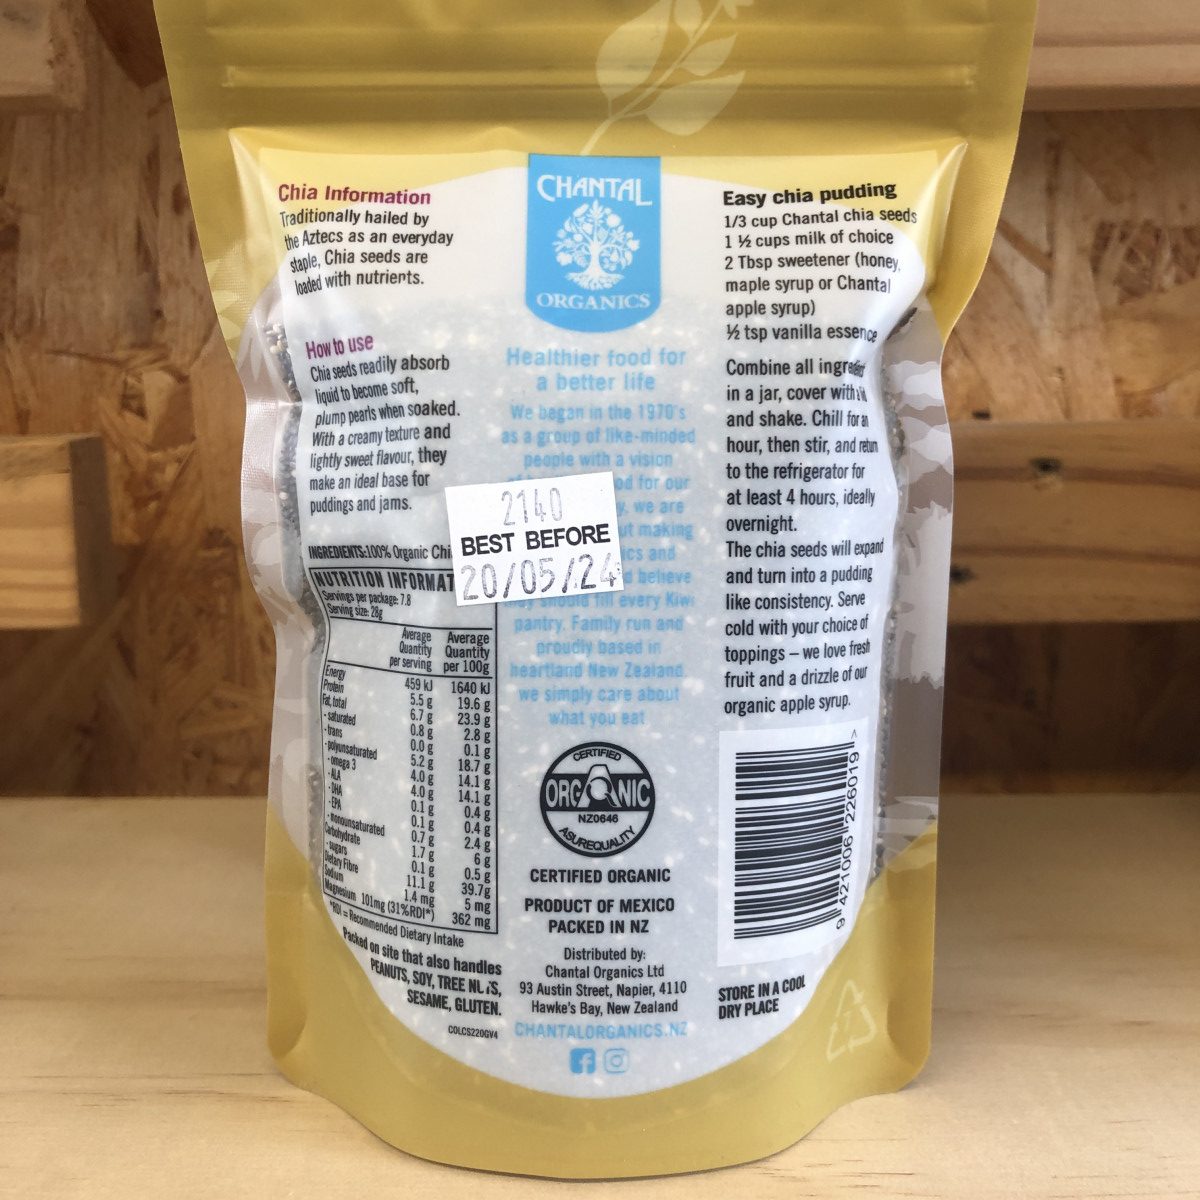 Chia Information
Traditionally hailed by
the Aztecs as an everyday
staple, Chia seeds are
loaded with nutrients.
How to use
Chia seeds readily absorb
liquid to become soft,
plump pearls when soaked.
With a creamy texture and
lightly sweet flavour, they
make an ideal base for
puddings and jams.
INGREDIENTS:100% Organic
NUTRITION
Servings per package: 7.8
Serving size: 28g
Average Quantity per serving Average Quantity per 100g
Energy 459 kJ 1640 kJ
Protein 5.5 g 19.6 g
Fat, total 6.7 g 23.9 g
- saturated 0.8 g 2.8 g
- trans 0.0 g 0.1 g
- polyunsaturated 5.2 g 18.7 g
- omega 3 4.0 g 14.1 g
- ALA 4.0 g 14.1 g
- DHA 0.1 g 0.4 g
- EPA 0.1 g 0.4 g
- monounsaturated 0.7 g 2.4 g
Carbohydrate 1.7 g 6 g
- sugars 0.1 g 0.5 g
Dietary Fibre 11.1 g 39.7g
Sodium 1.4 mg 5 mg
Magnesium 101mg (31%RDI*) 362 mg
*RDI = Recommended Dietary Intake
Packed on site that also handles
PEANUTS, SOY, TREE
SESAME, GLUTEN.
COLCS220GV4
CHANTAL
ORGANICS
Healthier food for
a better life
We began in the 1970's
as a group of like-minded
people with a vision
for our
we are
making
and
believe
should fill every Kiwi
pantry. Family run and
proudly based in
heartland New Zealand,
we simply care about
what you eat
2140
BEST BEFORE
20/05/24
CERTIFIED
ORGANIC
NZ0646
ASUREQUALITY
CERTIFIED ORGANIC
PRODUCT OF MEXICO
PACKED IN NZ
Distributed by:
Chantal Organics Ltd
93 Austin Street, Napier, 4110
Hawke's Bay, New Zealand
CHANTALORGANICS.NZ
Easy chia pudding
1/3 cup Chantal chia seeds
1 ½ cups milk of choice
2 Tbsp sweetener (honey,
maple syrup or Chantal
apple syrup)
½ tsp vanilla essence
Combine all
in a jar, cover with
and shake. Chill for an
hour, then stir, and return
to the refrigerator for
at least 4 hours, ideally
overnight.
The chia seeds will expand
and turn into a pudding
like consistency. Serve
cold with your choice of
toppings – we love fresh
fruit and a drizzle of our
organic apple syrup.
9 421006 226019 >
STORE IN A COOL
DRY PLACE